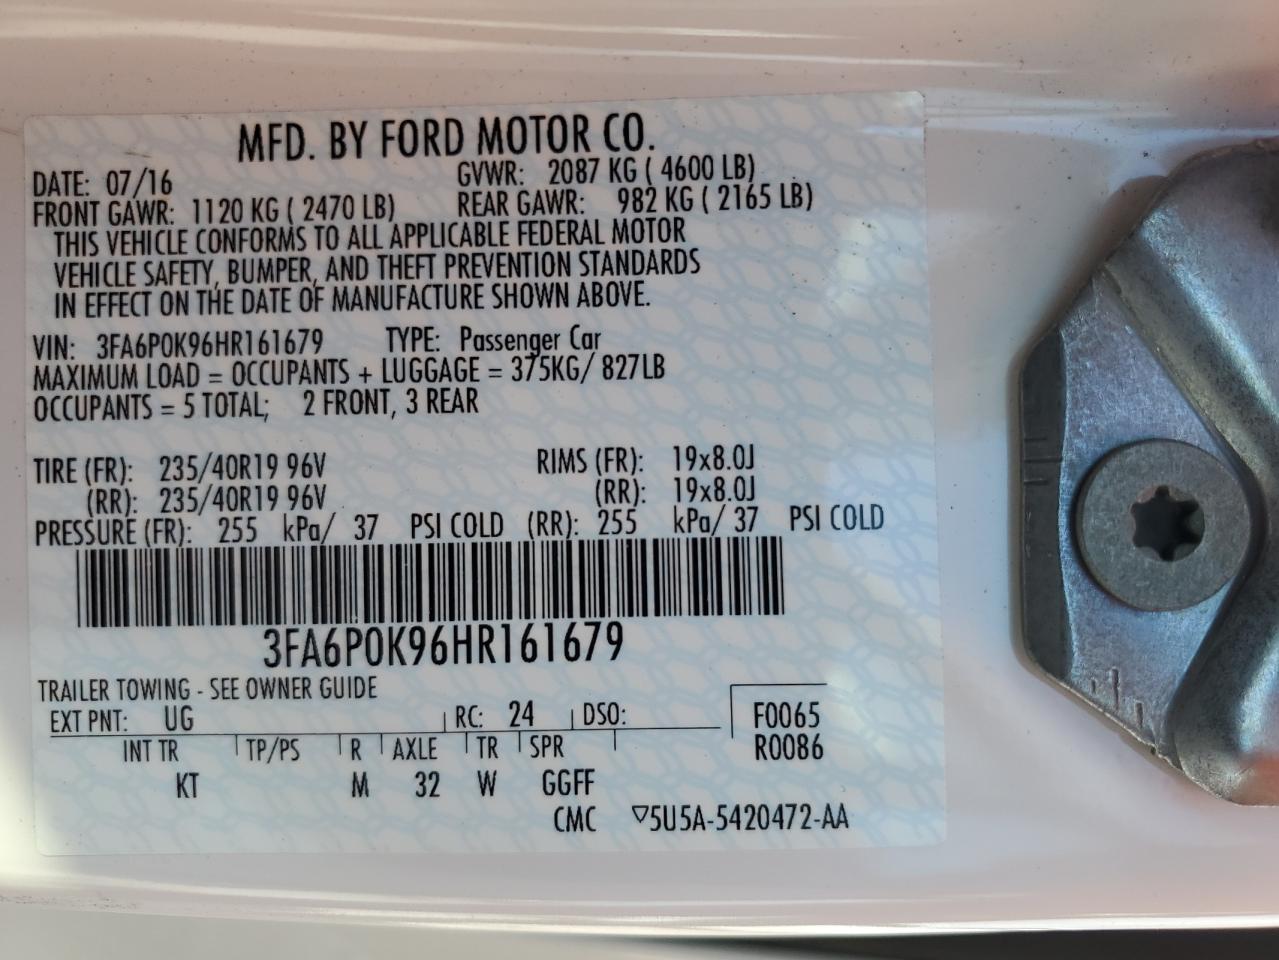 MFD. BY FORD MOTOR CO.
DATE: 07/16 GVWR: 2087 KG ( 4600 LB)
FRONT GAWR: 1120 KG ( 2470 LB) REAR GAWR: 982 KG ( 2165 LB)
THIS VEHICLE CONFORMS TO ALL APPLICABLE FEDERAL MOTOR
VEHICLE SAFETY, BUMPER, AND THEFT PREVENTION STANDARDS
IN EFFECT ON THE DATE OF MANUFACTURE SHOWN ABOVE.
VIN: 3FA6P0K96HR161679 TYPE: Passenger Car
MAXIMUM LOAD = OCCUPANTS + LUGGAGE = 375KG/ 827LB
OCCUPANTS = 5 TOTAL; 2 FRONT, 3 REAR
TIRE (FR): 235/40R19 96V RIMS (FR): 19x8.0J
(RR): 235/40R19 96V (RR): 19x8.0J
PRESSURE (FR): 255 kPa/ 37 PSI COLD (RR): 255 kPa/ 37 PSI COLD
3FA6P0K96HR161679
TRAILER TOWING - SEE OWNER GUIDE
EXT PNT: UG RC: 24 DSO: F0065
INT TR TP/PS R AXLE TR SPR R0086
KT M 32 W GGFF
CMC ▽5U5A-5420472-AA